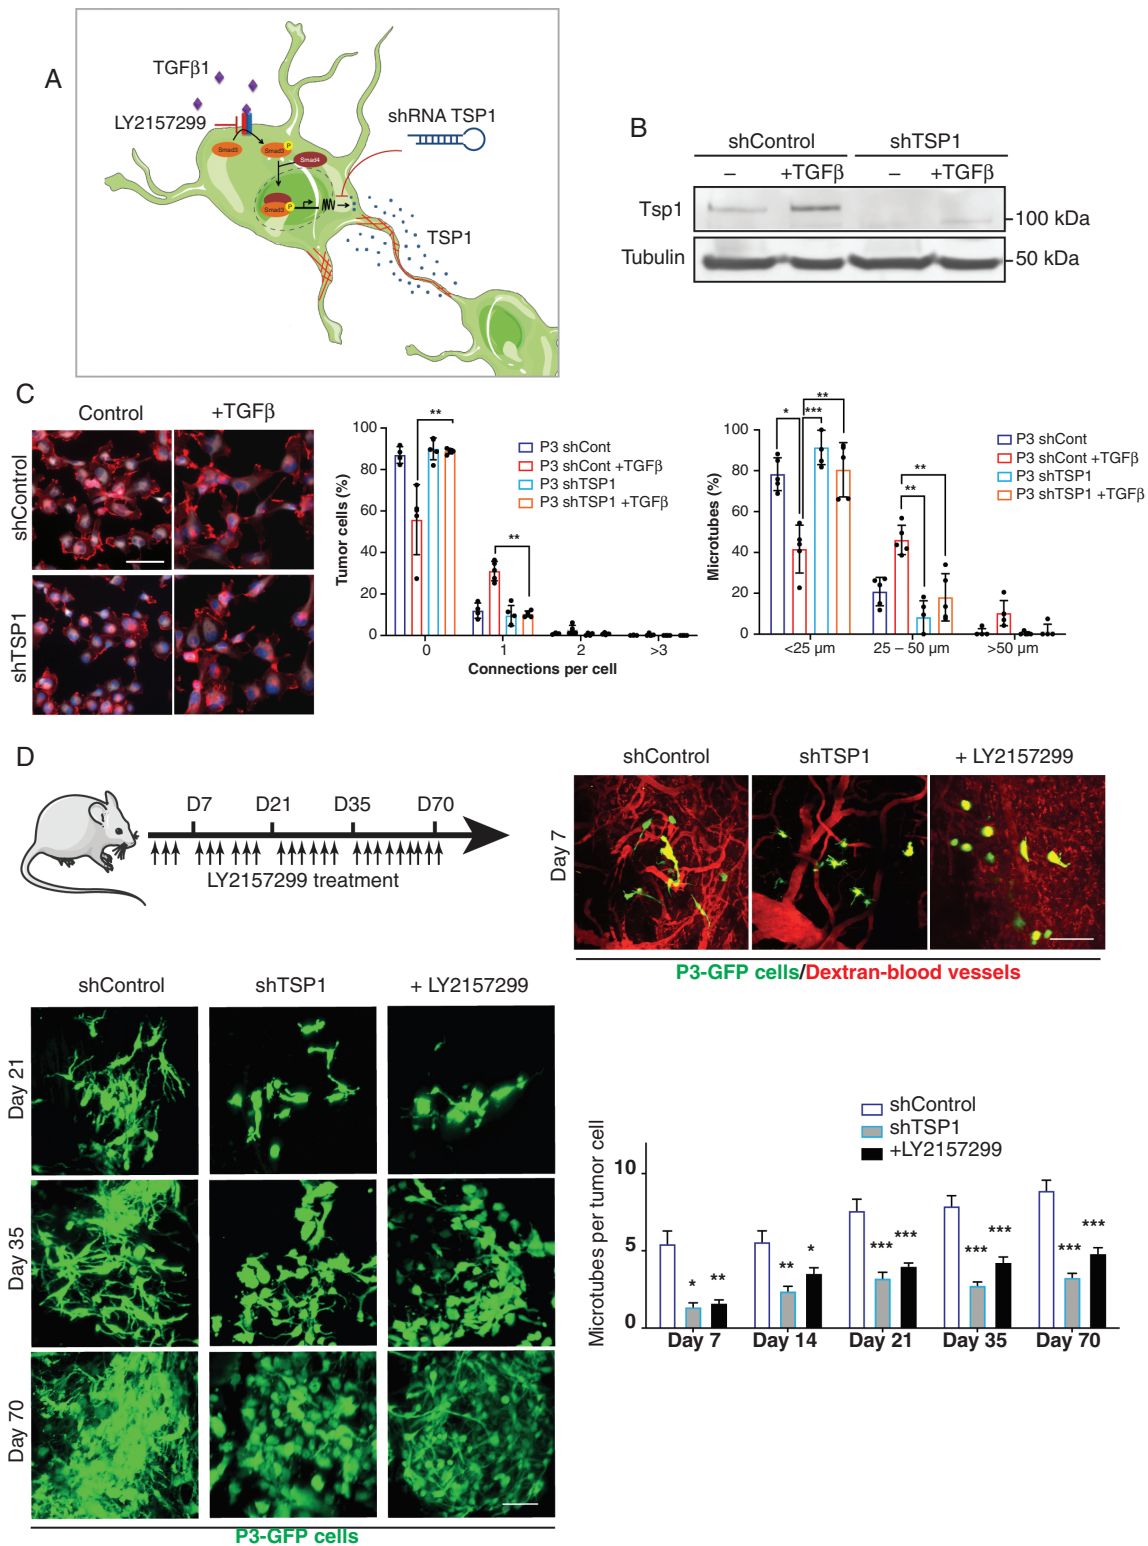 A
TGFβ1
LY2157299
shRNA TSP1
Smad3
Smad3
P
Smad4
Smad3
P
TSP1
B
shControl
shTSP1
– +TGFβ – +TGFβ
Tsp1
100 kDa
Tubulin
50 kDa
C
Control +TGFβ
shControl
shTSP1
**
100
80
60
40
20
0
Tumor cells (%)
P3 shCont
P3 shCont +TGFβ
P3 shTSP1
P3 shTSP1 +TGFβ
**
0 1 2 >3
Connections per cell
**
* ***
100
80
60
40
20
0
Microtubes (%)
P3 shCont
P3 shCont +TGFβ
P3 shTSP1
P3 shTSP1 +TGFβ
**
**
<25 µm 25 – 50 µm >50 µm
D
D7 D21 D35 D70
LY2157299 treatment
shControl shTSP1 + LY2157299
Day 7
P3-GFP cells/Dextran-blood vessels
shControl shTSP1 + LY2157299
Day 21
Day 35
Day 70
P3-GFP cells
shControl
shTSP1
+LY2157299
Microtubes per tumor cell
10
5
0
* **
** *
*** ***
*** ***
*** ***
Day 7 Day 14 Day 21 Day 35 Day 70